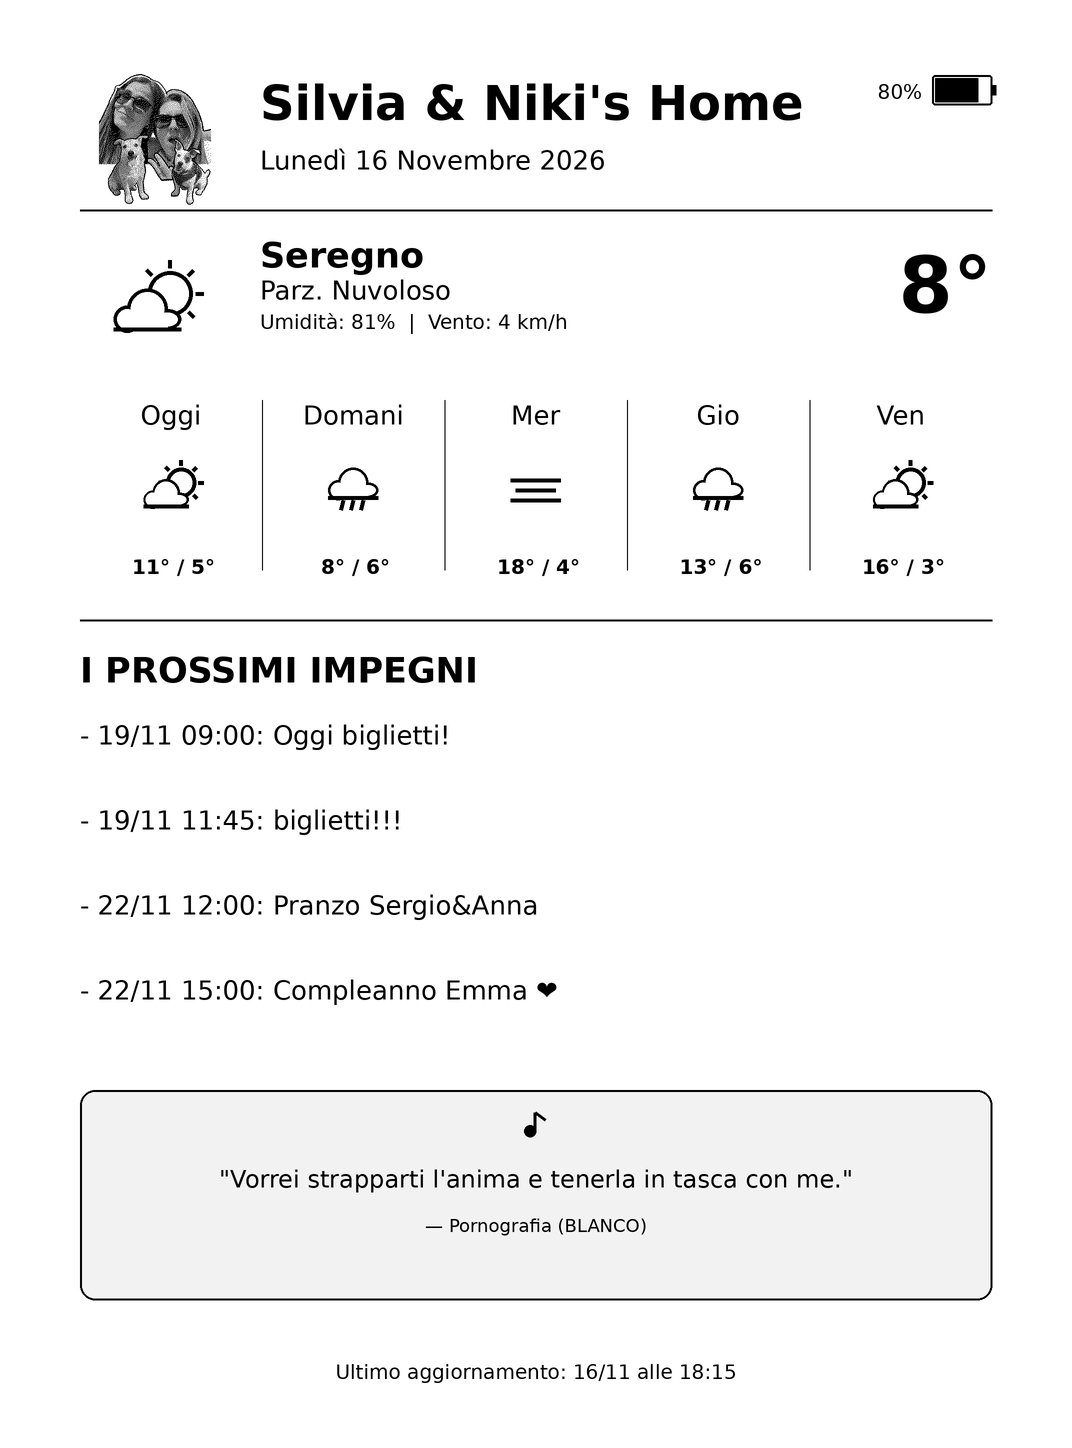 Silvia & Niki's Home
80%
Lunedì 16 Novembre 2026
Seregno
Parz. Nuvoloso
Umidità: 81% | Vento: 4 km/h
8°
Oggi
Domani
Mer
Gio
Ven
11° / 5°
8° / 6°
18° / 4°
13° / 6°
16° / 3°
I PROSSIMI IMPEGNI
- 19/11 09:00: Oggi biglietti!
- 19/11 11:45: biglietti!!!
- 22/11 12:00: Pranzo Sergio&Anna
- 22/11 15:00: Compleanno Emma ❤
"Vorrei strapparti l'anima e tenerla in tasca con me."
— Pornografia (BLANCO)
Ultimo aggiornamento: 16/11 alle 18:15